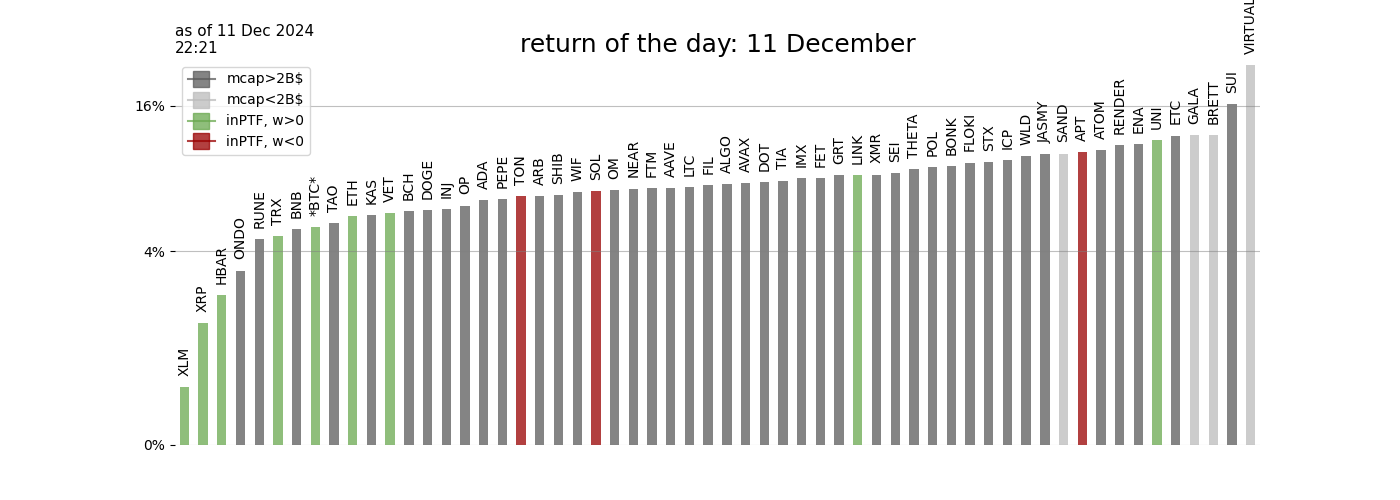 as of 11 Dec 2024
22:21
return of the day: 11 December
mcap>2B$
mcap<2B$
inPTF, w>0
inPTF, w<0
16%
4%
0%
XLM
XRP
HBAR
ONDO
RUNE
TRX
BNB
*BTC*
TAO
ETH
KAS
VET
BCH
DOGE
INJ
OP
ADA
PEPE
TON
ARB
SHIB
WIF
SOL
OM
NEAR
FTM
AAVE
LTC
FIL
ALGO
AVAX
DOT
TIA
IMX
FET
GRT
LINK
XMR
SEI
THETA
POL
BONK
FLOKI
STX
ICP
WLD
JASMY
SAND
APT
ATOM
RENDER
ENA
UNI
ETC
GALA
BRETT
SUI
VIRTUAL